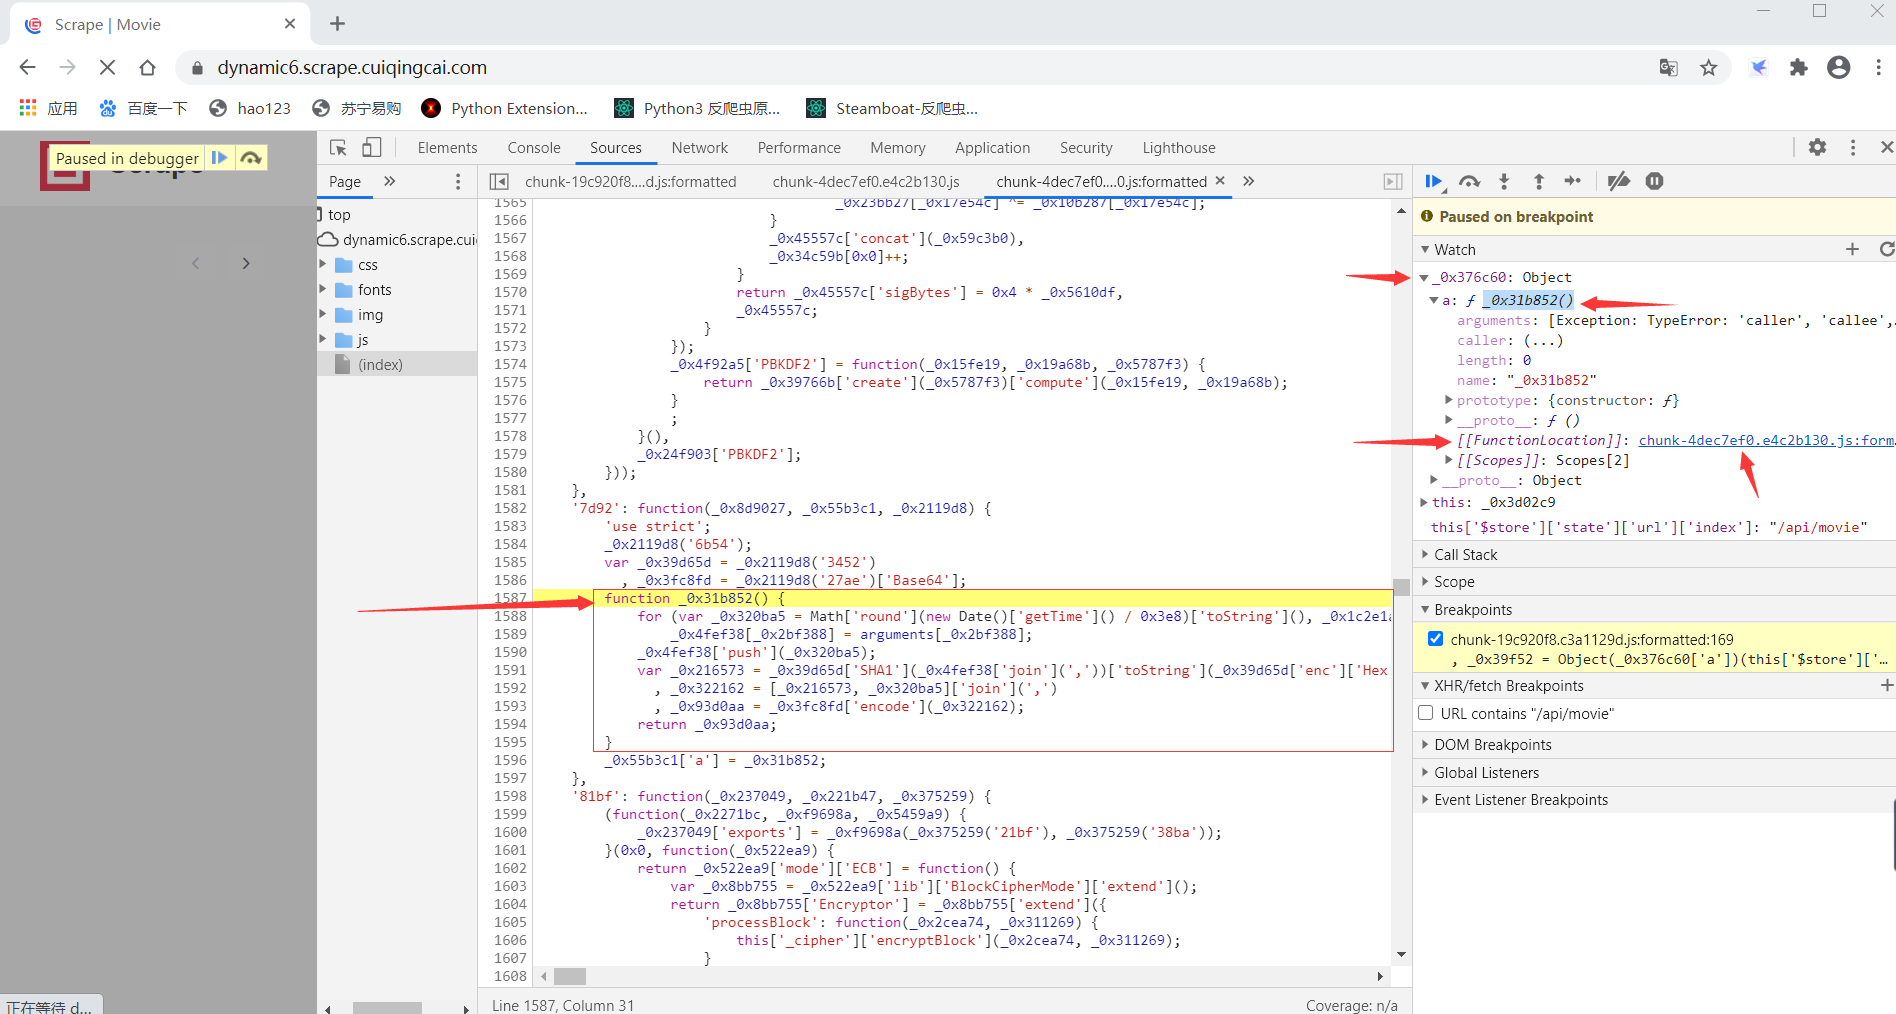 Scrape | Movie
dynamic6.scrape.cuiqingcai.com
应用 百度一下 hao123 苏宁易购 Python Extension... Python3 反爬虫原... Steamboat-反爬虫...
Paused in debugger
Elements Console Sources Network Performance Memory Application Security Lighthouse
Page »
top
dynamic6.scrape.cui
css
fonts
img
js
(index)
正在等待 d...
chunk-19c920f8....d.js:formatted chunk-4dec7ef0.e4c2b130.js chunk-4dec7ef0....0.js:formatted × »
1565 _0x23bb27[_0x17e54c] ^= _0x10b287[_0x17e54c];
1566 }
1567 _0x45557c['concat'](_0x59c3b0),
1568 _0x34c59b[0x0]++;
1569 }
1570 return _0x45557c['sigBytes'] = 0x4 * _0x5610df,
1571 _0x45557c;
1572 }
1573 });
1574 _0x4f92a5['PBKDF2'] = function(_0x15fe19, _0x19a68b, _0x5787f3) {
1575 return _0x39766b['create'](_0x5787f3)['compute'](_0x15fe19, _0x19a68b);
1576 }
1577 ;
1578 }(),
1579 _0x24f903['PBKDF2'];
1580 }));
1581 },
1582 '7d92': function(_0x8d9027, _0x55b3c1, _0x2119d8) {
1583 'use strict';
1584 _0x2119d8('6b54');
1585 var _0x39d65d = _0x2119d8('3452')
1586 , _0x3fc8fd = _0x2119d8('27ae')['Base64'];
1587 function _0x31b852() {
1588 for (var _0x320ba5 = Math['round'](new Date()['getTime']() / 0x3e8)['toString'](), _0x1c2e1a
1589 _0x4fef38[_0x2bf388] = arguments[_0x2bf388];
1590 _0x4fef38['push'](_0x320ba5);
1591 var _0x216573 = _0x39d65d['SHA1'](_0x4fef38['join'](','))['toString'](_0x39d65d['enc']['Hex
1592 , _0x322162 = [_0x216573, _0x320ba5]['join'](',')
1593 , _0x93d0aa = _0x3fc8fd['encode'](_0x322162);
1594 return _0x93d0aa;
1595 }
1596 _0x55b3c1['a'] = _0x31b852;
1597 },
1598 '81bf': function(_0x237049, _0x221b47, _0x375259) {
1599 (function(_0x2271bc, _0xf9698a, _0x5459a9) {
1600 _0x237049['exports'] = _0xf9698a(_0x375259('21bf'), _0x375259('38ba'));
1601 }(0x0, function(_0x522ea9) {
1602 return _0x522ea9['mode']['ECB'] = function() {
1603 var _0x8bb755 = _0x522ea9['lib']['BlockCipherMode']['extend']();
1604 return _0x8bb755['Encryptor'] = _0x8bb755['extend']({
1605 'processBlock': function(_0x2cea74, _0x311269) {
1606 this['_cipher']['encryptBlock'](_0x2cea74, _0x311269);
1607 }
1608
Line 1587, Column 31 Coverage: n/a
Paused on breakpoint
Watch
_0x376c60: Object
a: ƒ _0x31b852()
arguments: [Exception: TypeError: 'caller', 'callee',.
caller: (...)
length: 0
name: "_0x31b852"
prototype: {constructor: ƒ}
__proto__: ƒ ()
[[FunctionLocation]]: chunk-4dec7ef0.e4c2b130.js:form.
[[Scopes]]: Scopes[2]
__proto__: Object
this: _0x3d02c9
this['$store']['state']['url']['index']: "/api/movie"
Call Stack
Scope
Breakpoints
chunk-19c920f8.c3a1129d.js:formatted:169
, _0x39f52 = Object(_0x376c60['a'])(this['$store']['…
XHR/fetch Breakpoints
URL contains "/api/movie"
DOM Breakpoints
Global Listeners
Event Listener Breakpoints